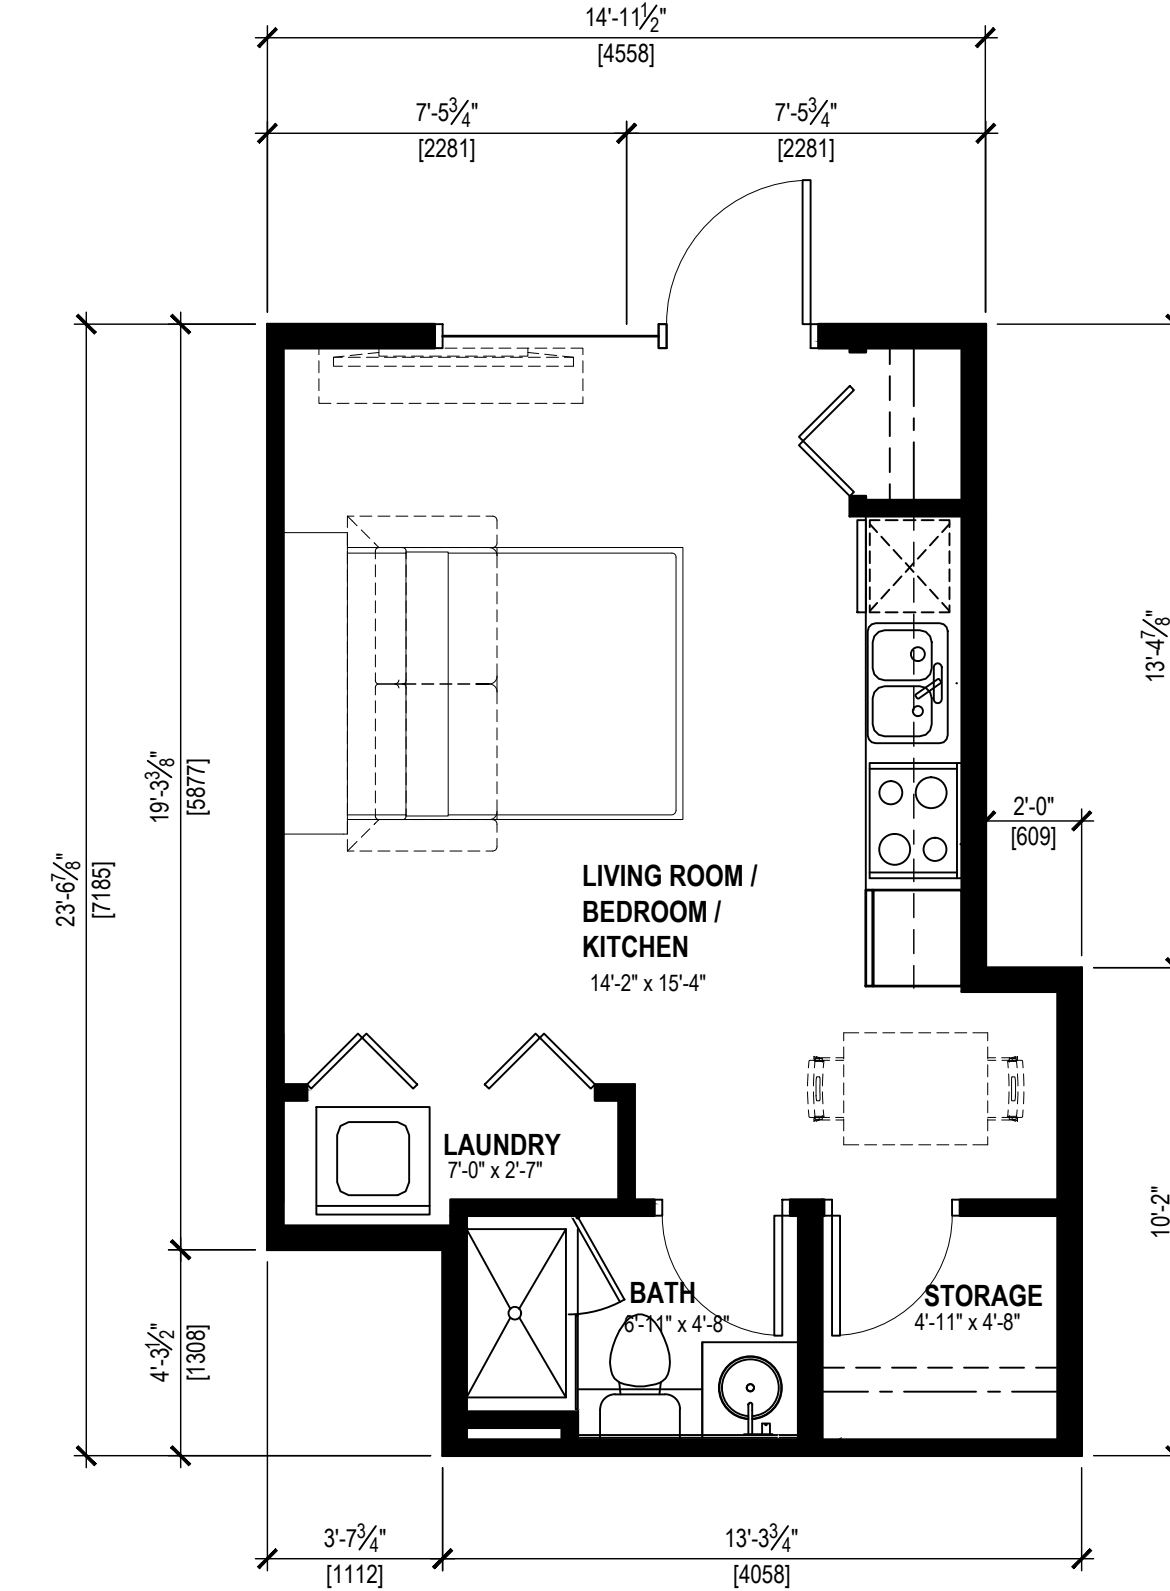 14'-11½"
[4558]
7'-5¾"
[2281]
7'-5¾"
[2281]
13'-4⅞"
19'-3⅜"
[5877]
23'-6⅞"
[7185]
2'-0"
[609]
LIVING ROOM /
BEDROOM /
KITCHEN
14'-2" x 15'-4"
LAUNDRY
7'-0" x 2'-7"
10'-2"
BATH
6'-11" x 4'-8"
STORAGE
4'-11" x 4'-8"
4'-3½"
[1308]
3'-7¾"
[1112]
13'-3¾"
[4058]